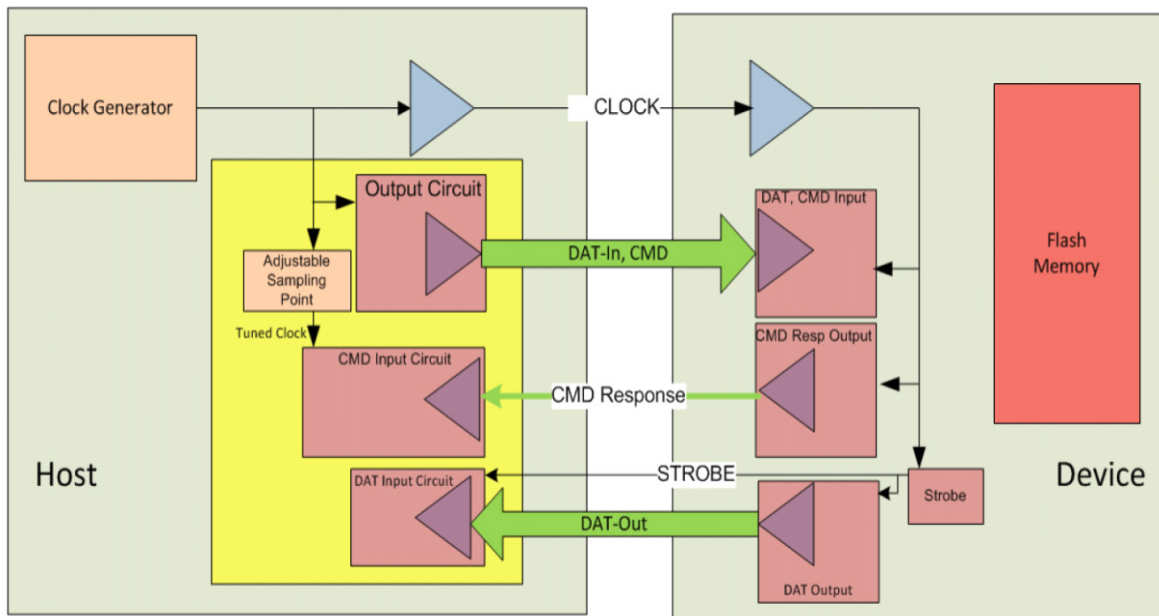 Clock Generator
CLOCK
Output Circuit
DAT, CMD Input
DAT-In, CMD
Flash
Memory
Adjustable
Sampling
Point
Tuned Clock
CMD Input Circuit
CMD Resp Output
CMD Response
Host
STROBE
Device
DAT Input Circuit
Strobe
DAT-Out
DAT Output